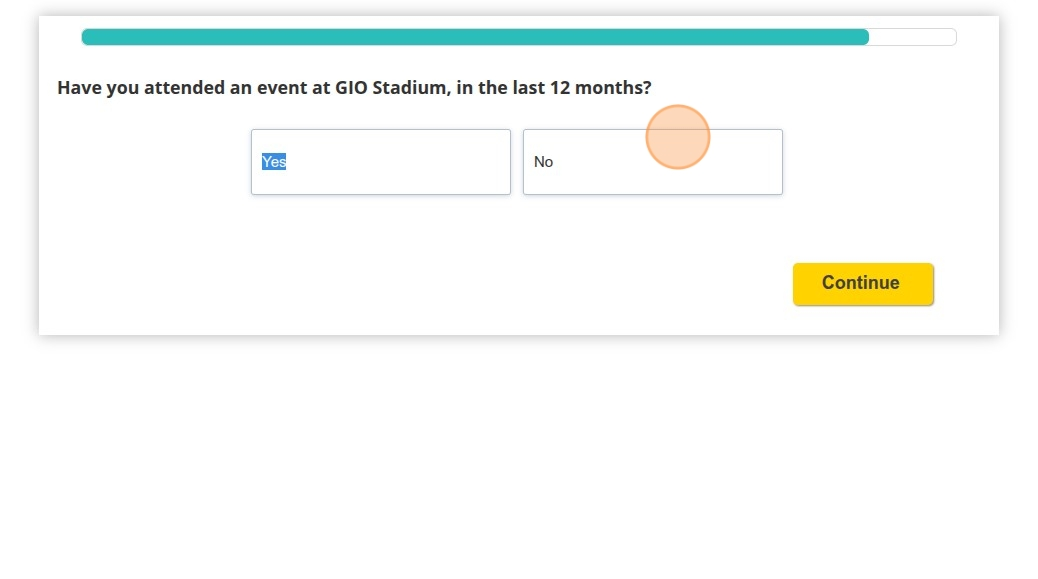 Have you attended an event at GIO Stadium, in the last 12 months?
Yes
No
Continue